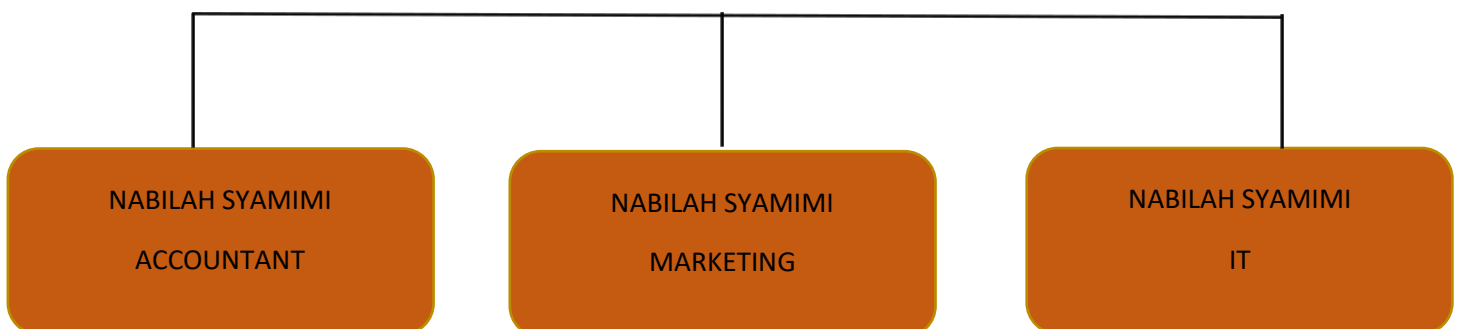 NABILAH SYAMIMI
ACCOUNTANT
NABILAH SYAMIMI
MARKETING
NABILAH SYAMIMI
IT